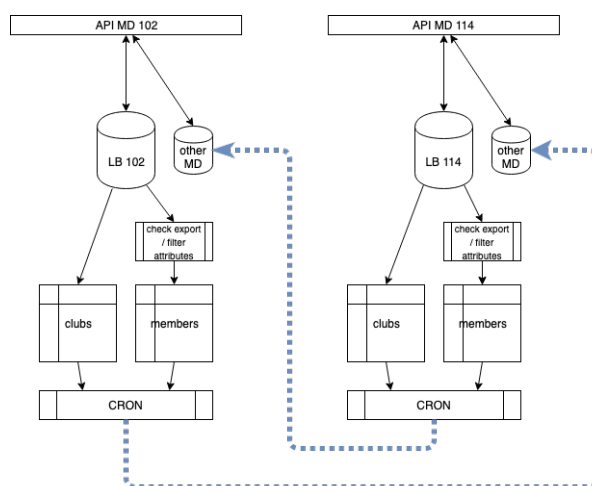 API MD 102
API MD 114
LB 102
other
MD
LB 114
other
MD
check export
/ filter
attributes
check export
/ filter
attributes
clubs
members
clubs
members
CRON
CRON